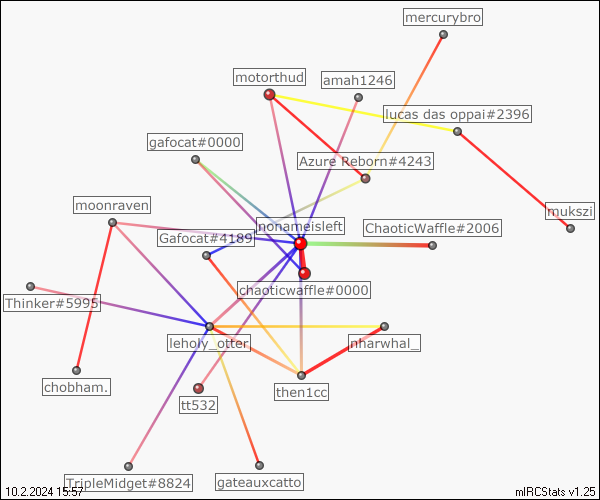 mercurybro
motorthud
amah1246
lucas das oppai#2396
gafocat#0000
Azure Reborn#4243
moonraven
mukszi
nonameisleft
ChaoticWaffle#2006
Gafocat#4189
chaoticwaffle#0000
Thinker#5995
leholy_otter
nharwhal_
chobham.
then1cc
tt532
TripleMidget#8824
gateauxcatto
10.2.2024 15:57
mIRCStats v1.25